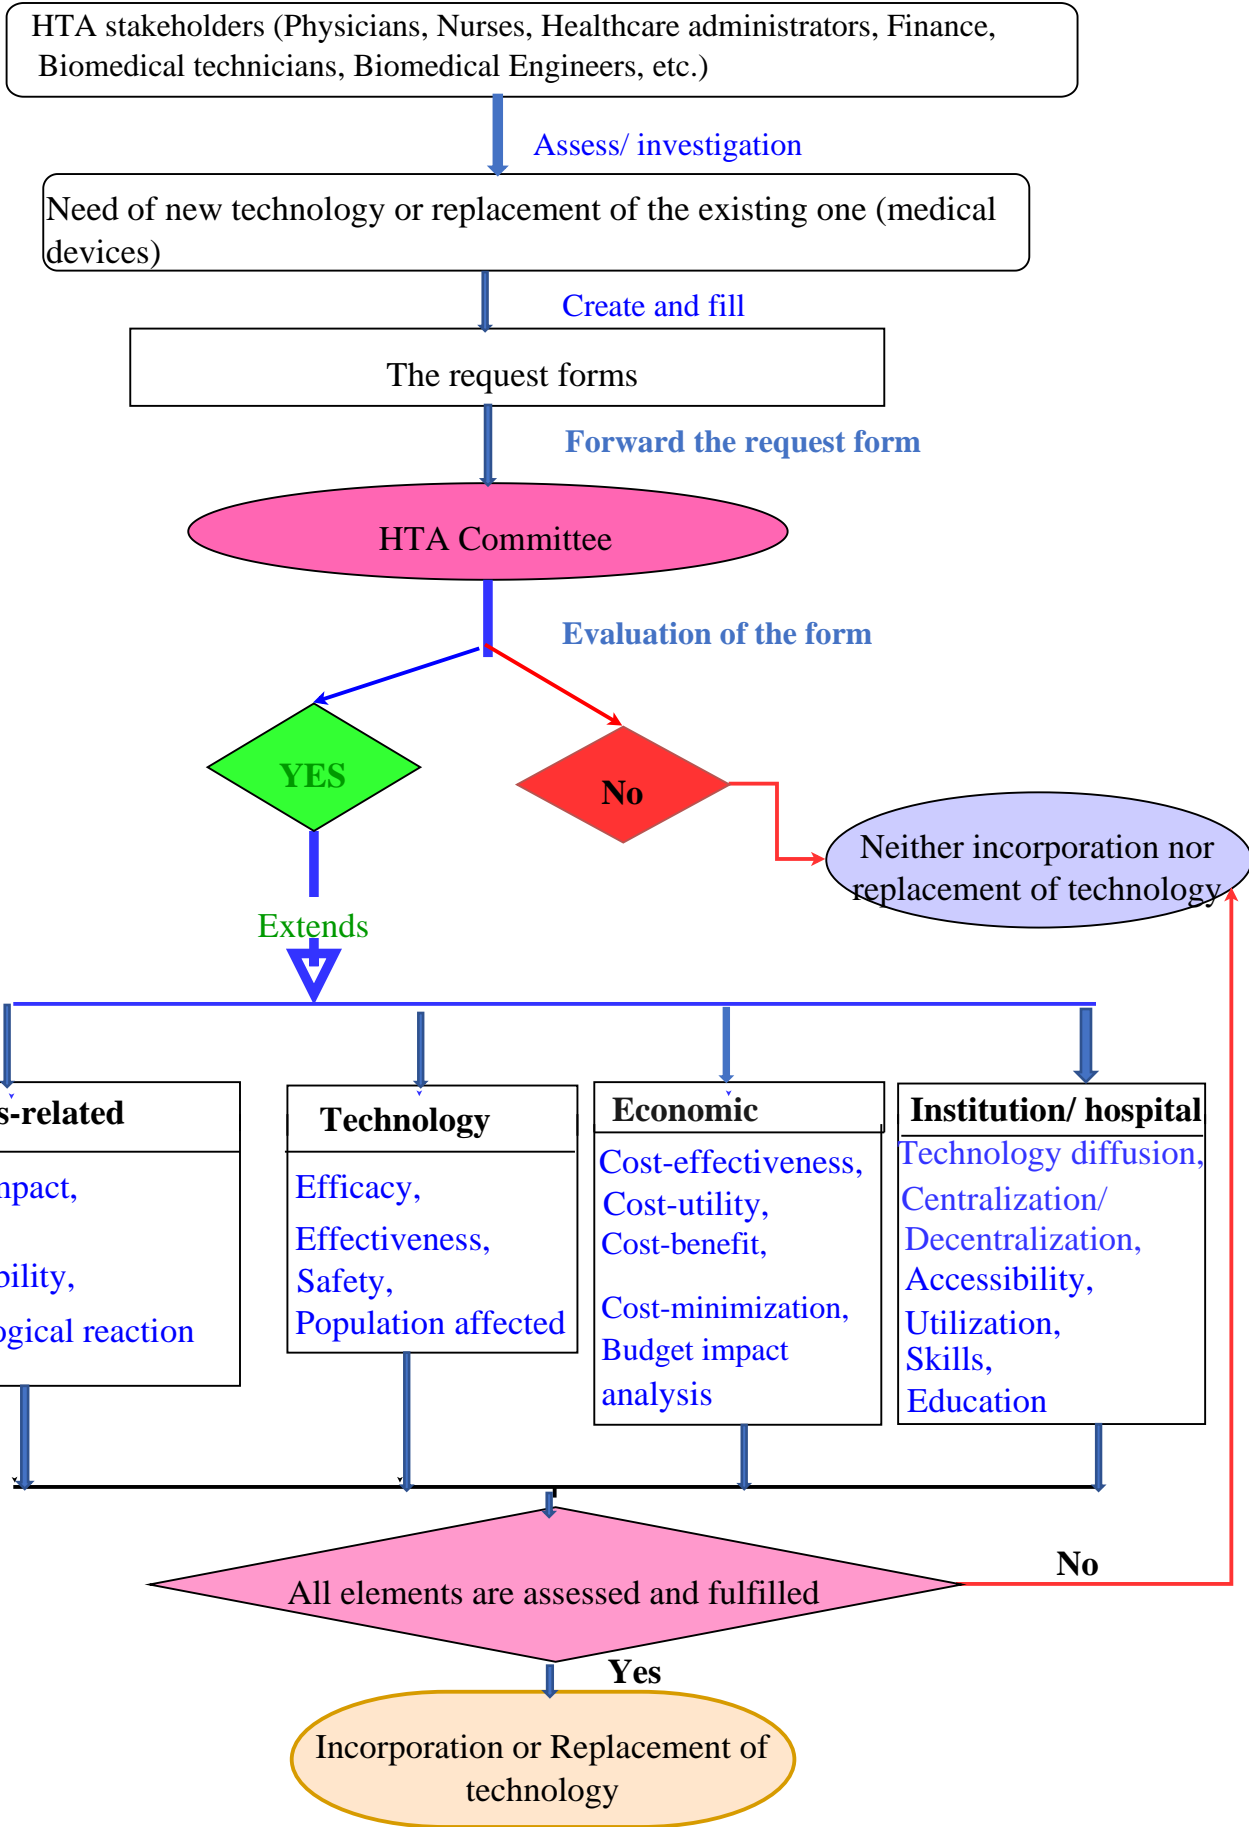 HTA stakeholders (Physicians, Nurses, Healthcare administrators, Finance,
Biomedical technicians, Biomedical Engineers, etc.)
Assess/ investigation
Need of new technology or replacement of the existing one (medical
devices)
Create and fill
The request forms
Forward the request form
HTA Committee
Evaluation of the form
YES
No
Neither incorporation nor
replacement of technology
Extends
s-related
mpact,
bility,
ogical reaction
Technology
Efficacy,
Effectiveness,
Safety,
Population affected
Economic
Cost-effectiveness,
Cost-utility,
Cost-benefit,
Cost-minimization,
Budget impact
analysis
Institution/ hospital
Technology diffusion,
Centralization/
Decentralization,
Accessibility,
Utilization,
Skills,
Education
All elements are assessed and fulfilled
No
Yes
Incorporation or Replacement of
technology